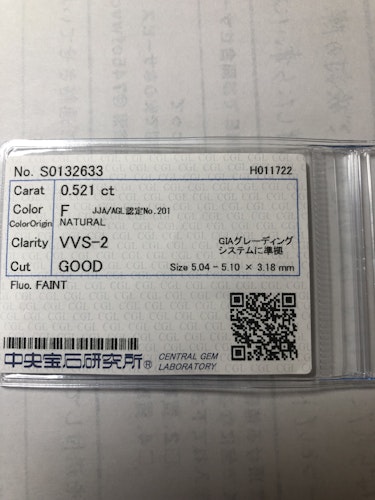 No. S0132633 H011722
Carat 0.521 ct
Color F JJA/AGL認定No.201
ColorOrigin NATURAL
Clarity VVS-2 GIAグレーディング
システムに準拠
Cut GOOD Size 5.04 - 5.10 × 3.18 mm
Fluo. FAINT
中央宝石研究所® CENTRAL GEM
LABORATORY